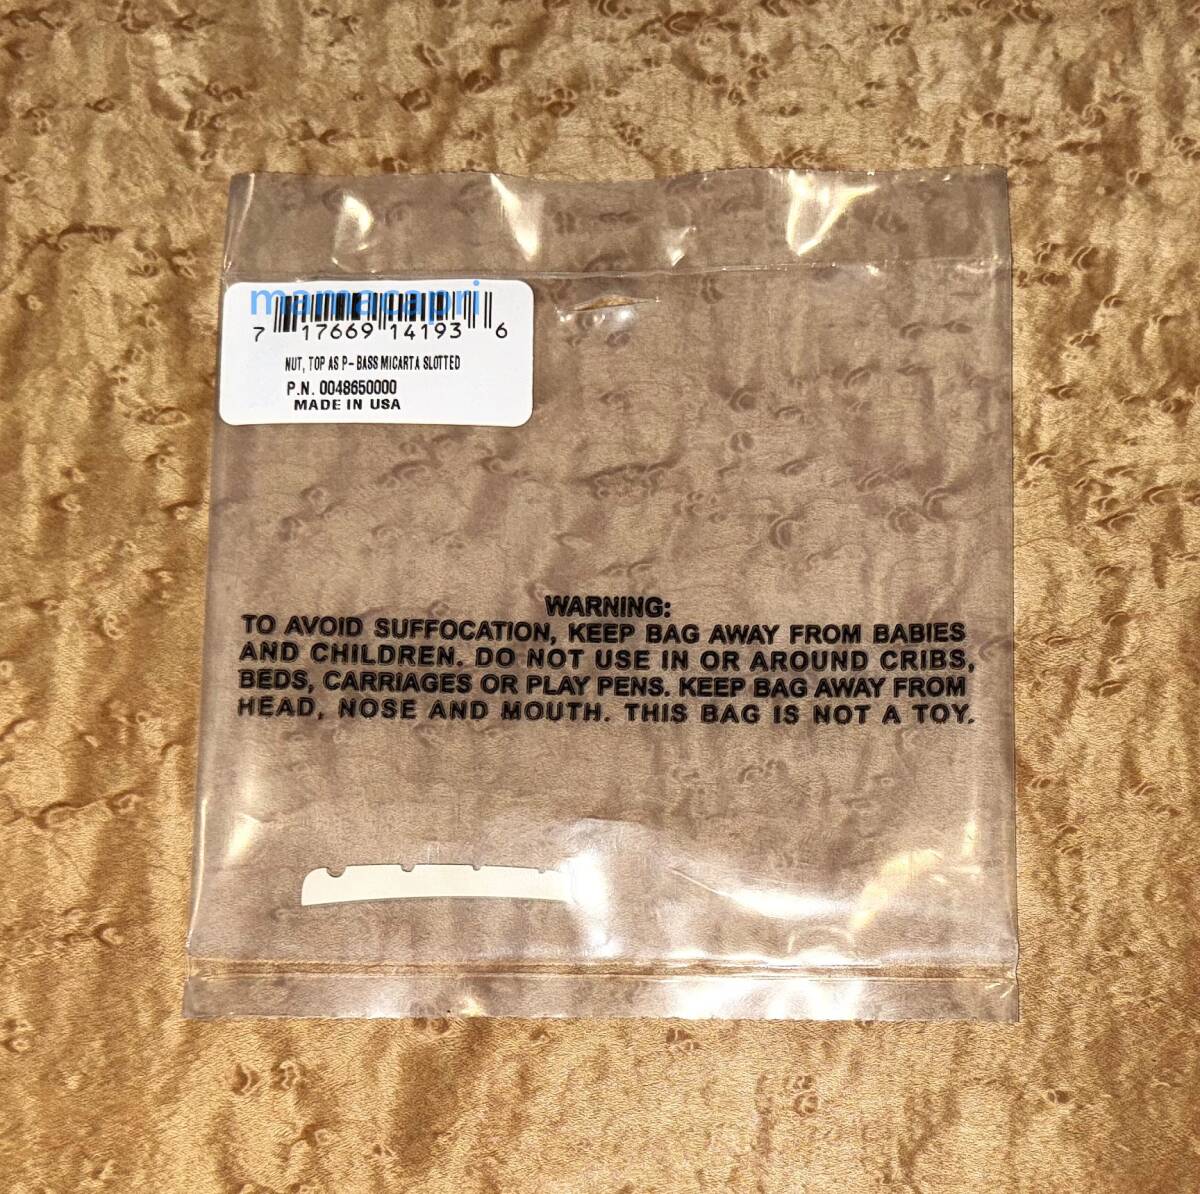 mamacapri
7 17669 14193 6
NUT, TOP AS P-BASS MICARTA SLOTTED
P.N. 0048650000
MADE IN USA
WARNING:
TO AVOID SUFFOCATION, KEEP BAG AWAY FROM BABIES
AND CHILDREN. DO NOT USE IN OR AROUND CRIBS,
BEDS, CARRIAGES OR PLAY PENS. KEEP BAG AWAY FROM
HEAD, NOSE AND MOUTH. THIS BAG IS NOT A TOY.